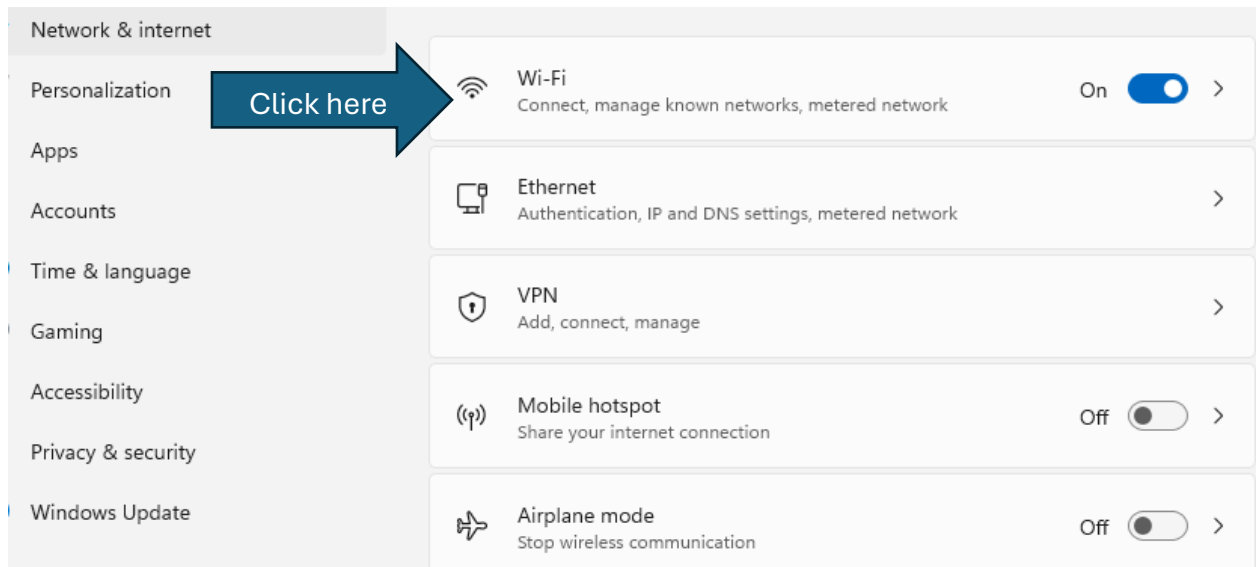 Network & internet
Personalization
Apps
Accounts
Time & language
Gaming
Accessibility
Privacy & security
Windows Update
Click here
Wi-Fi
Connect, manage known networks, metered network
On
Ethernet
Authentication, IP and DNS settings, metered network
VPN
Add, connect, manage
Mobile hotspot
Share your internet connection
Off
Airplane mode
Stop wireless communication
Off